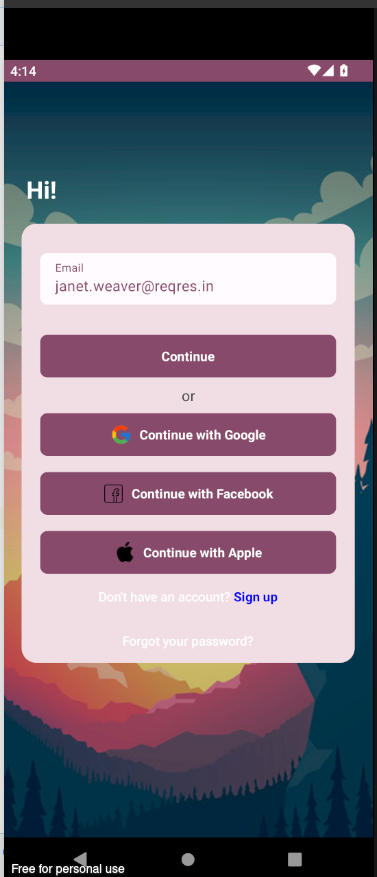 4:14
Hi!
Email
janet.weaver@reqres.in
Continue
or
Continue with Google
Continue with Facebook
Continue with Apple
Don't have an account? Sign up
Forgot your password?
Free for personal use